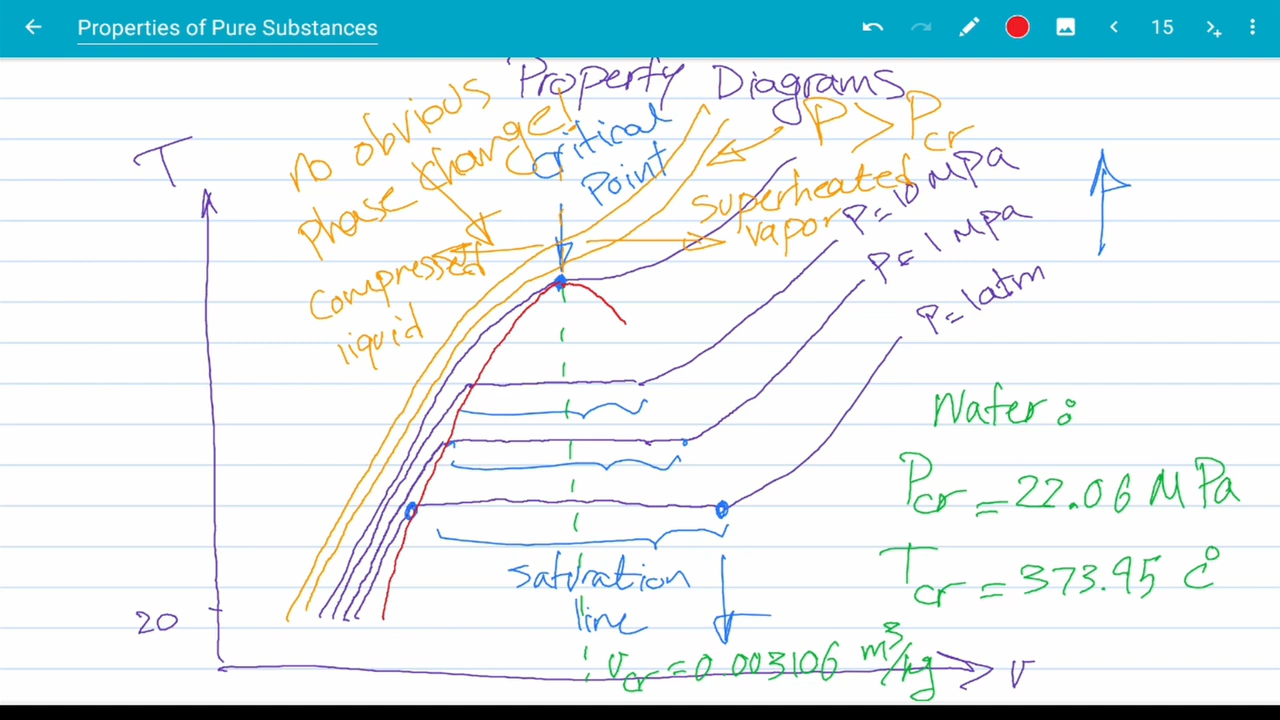 Properties of Pure Substances
15
Property Diagrams
No obvious
phase change!
Critical
Point
P > Pcr
T
superheated
vapor
P = 10 MPa
P = 1 MPa
P = 1 atm
Compressed
liquid
Water:
Pcr = 22.06 MPa
Tcr = 373.95 C°
saturation
line
20
vcr = 0.003106 m³/kg
v